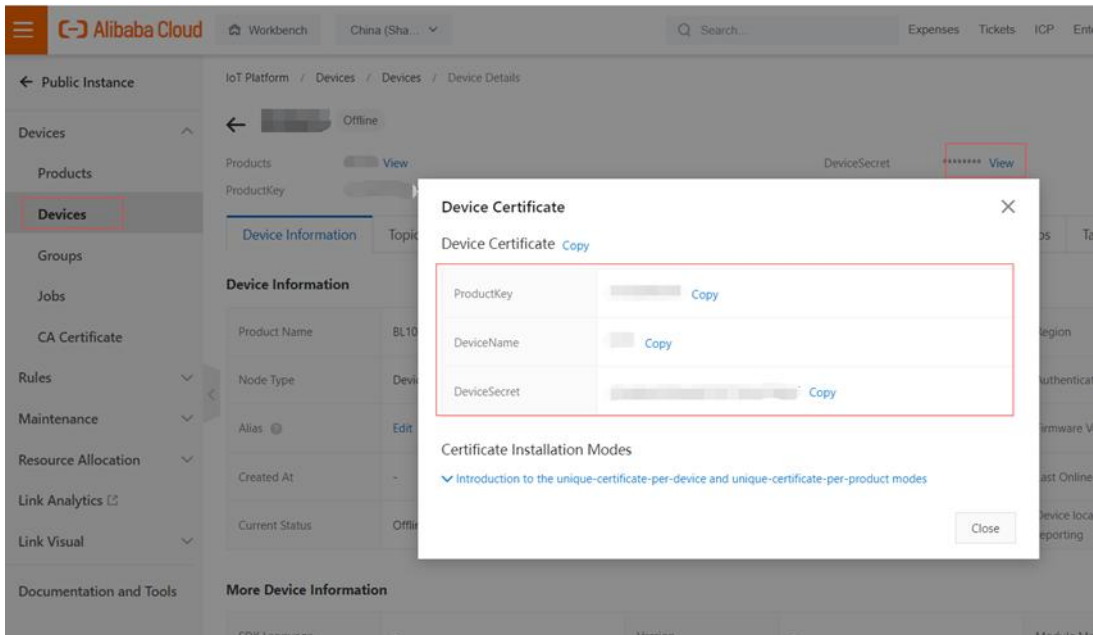 Alibaba Cloud Workbench China (Sha... Search... Expenses Tickets ICP
Public Instance
IoT Platform / Devices / Devices / Device Details
Devices
Offline
Products
Products View DeviceSecret ******** View
ProductKey
Devices
Device Certificate
Device Information
Device Certificate Copy
Groups
Device Information
ProductKey Copy
Jobs
CA Certificate
Product Name BL10
DeviceName Copy
Rules
Node Type
DeviceSecret Copy
Maintenance
Alias Edit
Certificate Installation Modes
Resource Allocation
Created At -
Introduction to the unique-certificate-per-device and unique-certificate-per-product modes
Link Analytics
Current Status
Close
Link Visual
Documentation and Tools
More Device Information